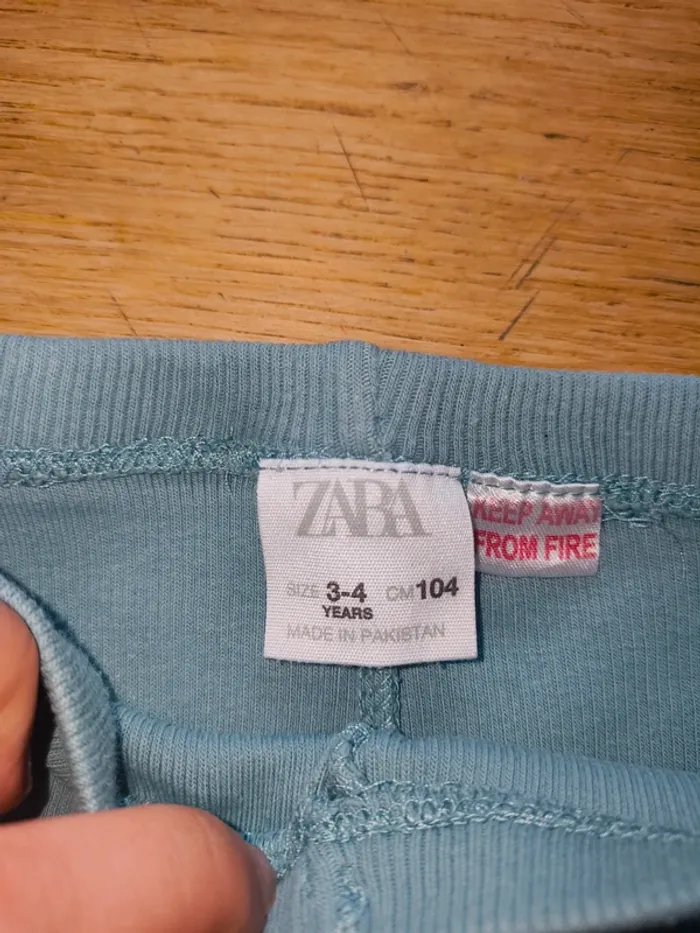 ZARA
SIZE 3-4 CM 104
YEARS
MADE IN PAKISTAN
KEEP AWAY
FROM FIRE